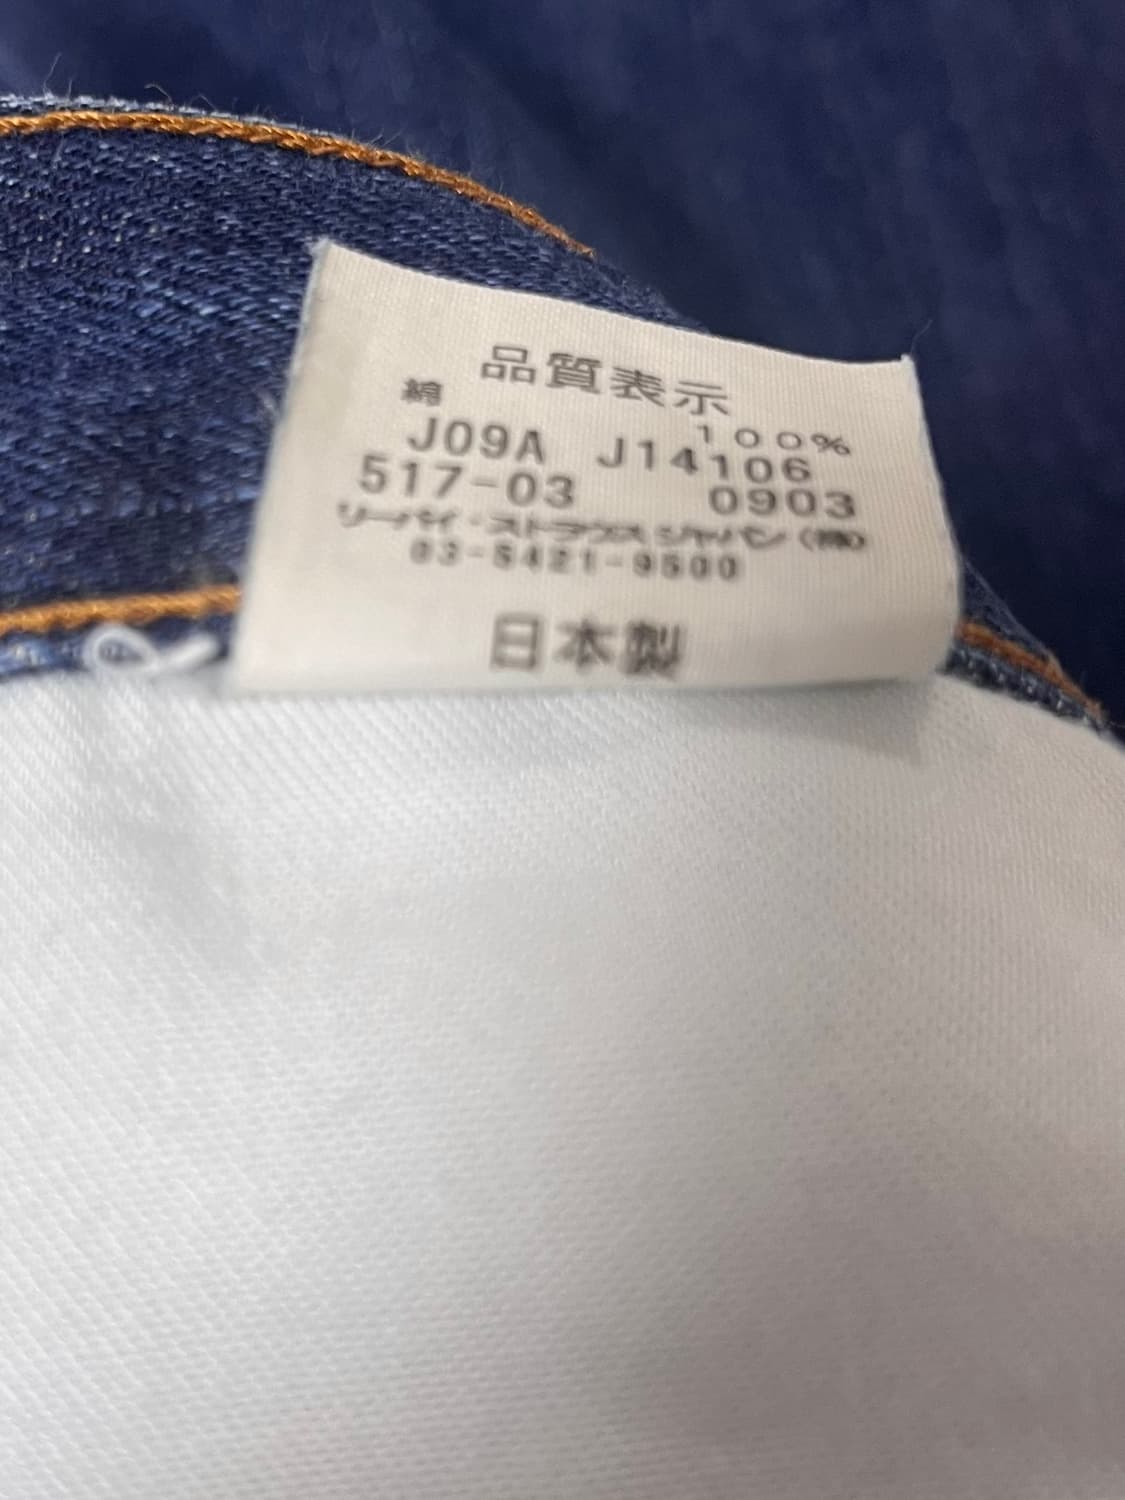 品質表示
綿 100%
J09A J14106
517-03 0903
リーバイ・ストラウス ジャパン（株）
03-5421-9500
日本製